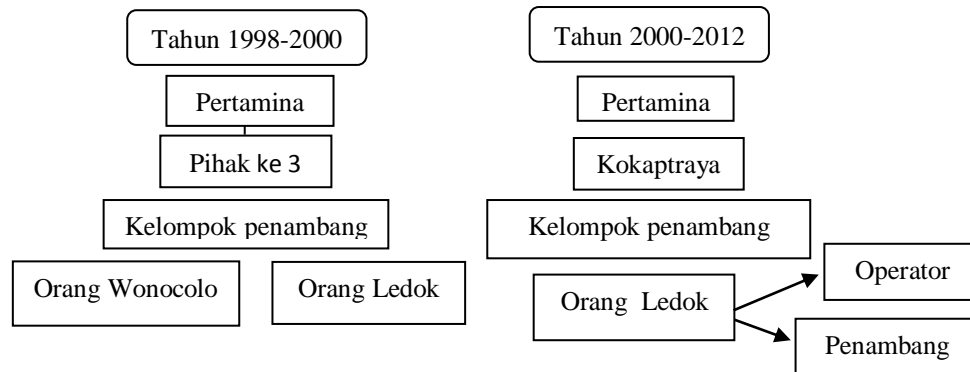 Tahun 1998-2000
Pertamina
Pihak ke 3
Kelompok penambang
Orang Wonocolo
Orang Ledok
Tahun 2000-2012
Pertamina
Kokaptraya
Kelompok penambang
Orang Ledok
Operator
Penambang